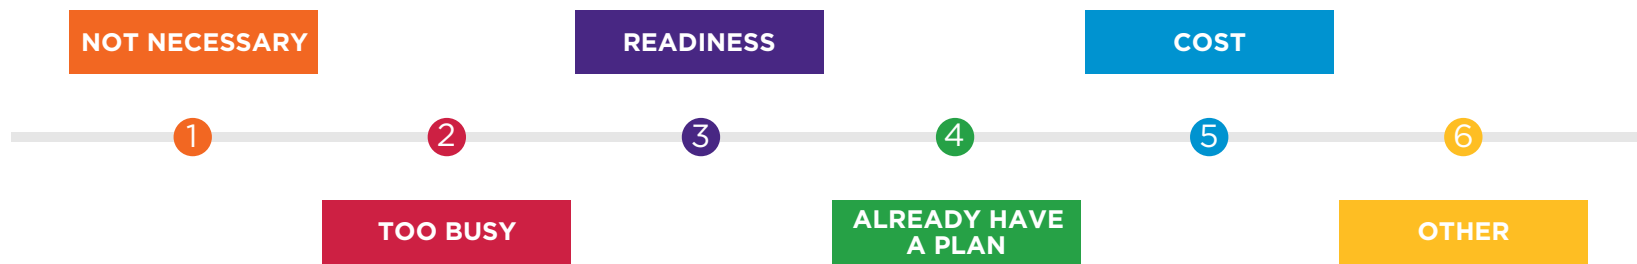 NOT NECESSARY
READINESS
COST
1
2
3
4
5
6
TOO BUSY
ALREADY HAVE
A PLAN
OTHER